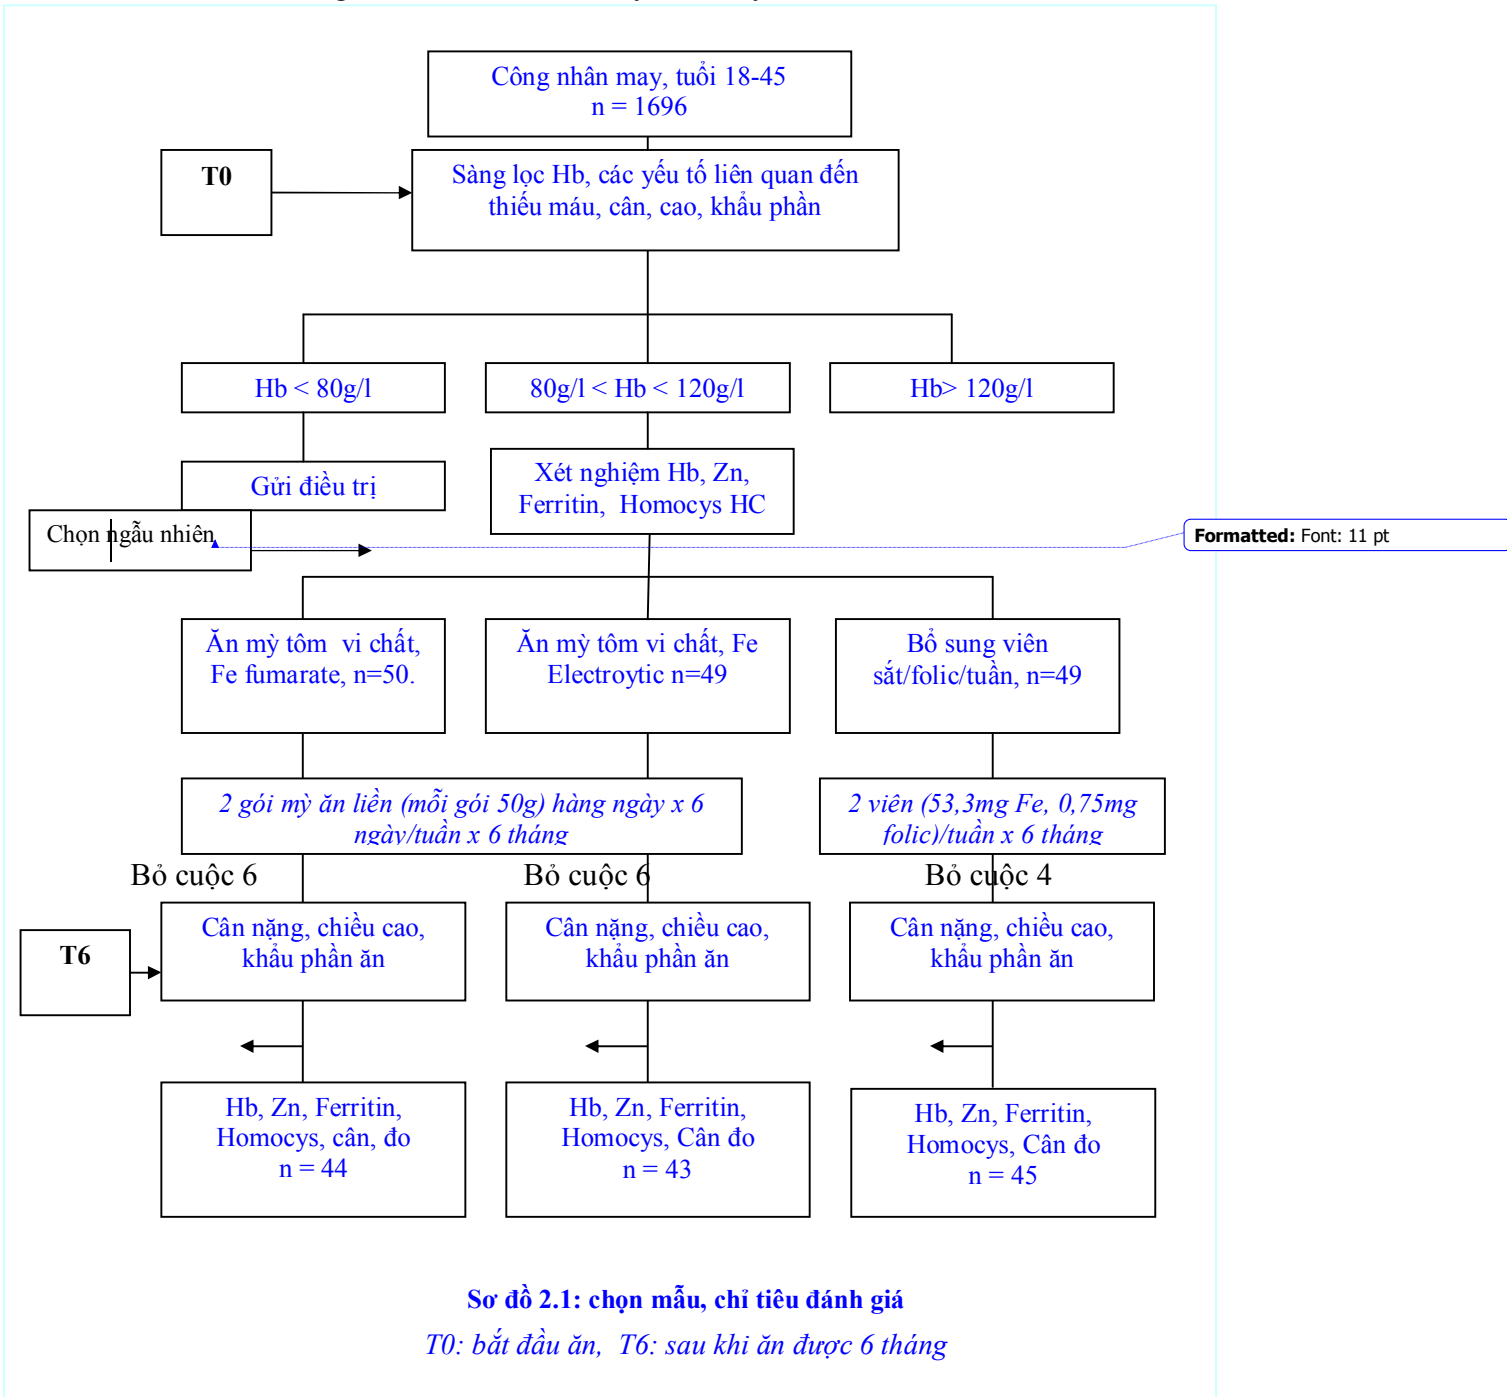 Công nhân may, tuổi 18-45
n = 1696
T0
Sàng lọc Hb, các yếu tố liên quan đến
thiếu máu, cân, cao, khẩu phần
Hb < 80g/l
80g/l < Hb < 120g/l
Hb> 120g/l
Gửi điều trị
Xét nghiệm Hb, Zn,
Ferritin, Homocys HC
Chọn ngẫu nhiên
Formatted: Font: 11 pt
Ăn mỳ tôm vi chất,
Fe fumarate, n=50.
Ăn mỳ tôm vi chất, Fe
Electroytic n=49
Bổ sung viên
sắt/folic/tuần, n=49
2 gói mỳ ăn liền (mỗi gói 50g) hàng ngày x 6
ngày/tuần x 6 tháng
2 viên (53,3mg Fe, 0,75mg
folic)/tuần x 6 tháng
Bỏ cuộc 6
Bỏ cuộc 6
Bỏ cuộc 4
T6
Cân nặng, chiều cao,
khẩu phần ăn
Cân nặng, chiều cao,
khẩu phần ăn
Cân nặng, chiều cao,
khẩu phần ăn
Hb, Zn, Ferritin,
Homocys, cân, đo
n = 44
Hb, Zn, Ferritin,
Homocys, Cân đo
n = 43
Hb, Zn, Ferritin,
Homocys, Cân đo
n = 45
Sơ đồ 2.1: chọn mẫu, chỉ tiêu đánh giá
T0: bắt đầu ăn, T6: sau khi ăn được 6 tháng